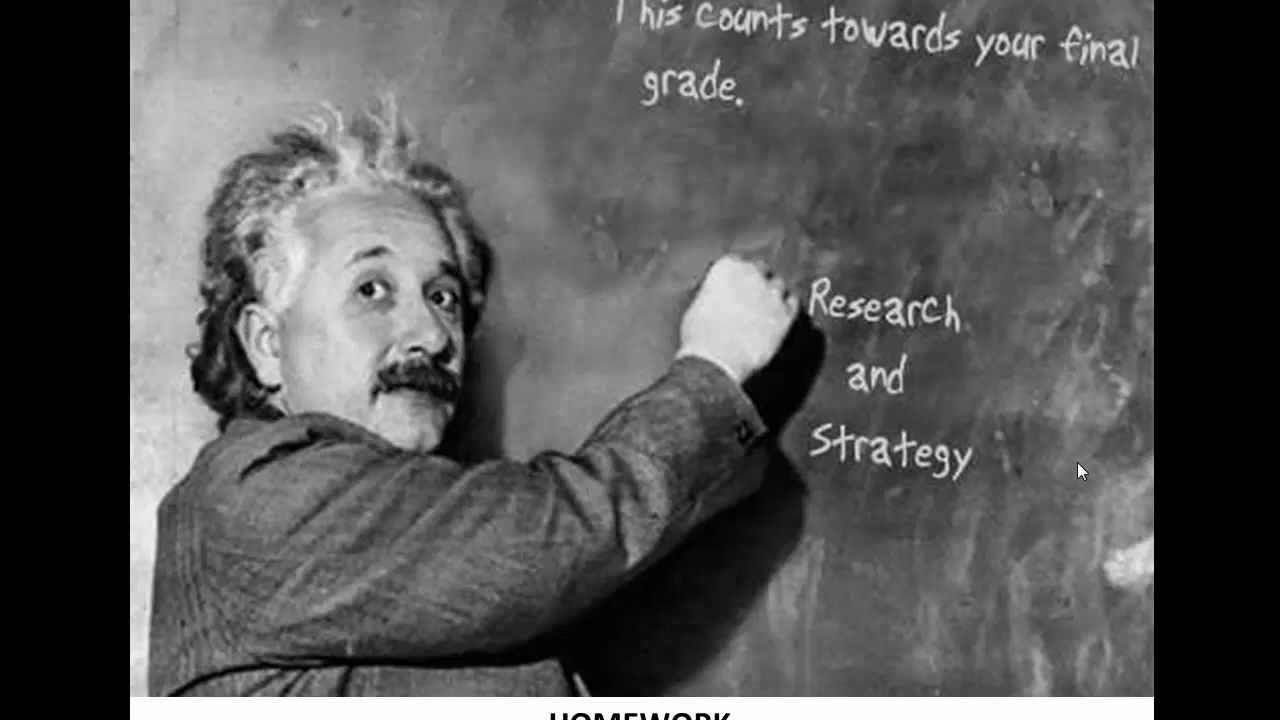 This counts towards your final
grade.
Research
and
Strategy
HOMEWORK